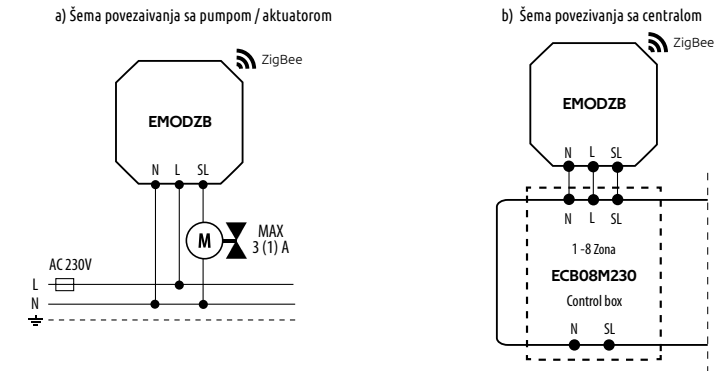 a) Šema povezaivanja sa pumpom / aktuatorom
ZigBee
EMODZB
N L SL
M
MAX
3 (1) A
AC 230V
L
N
b) Šema povezivanja sa centralom
ZigBee
EMODZB
N L SL
N L SL
1 -8 Zona
ECB08M230
Control box
N SL